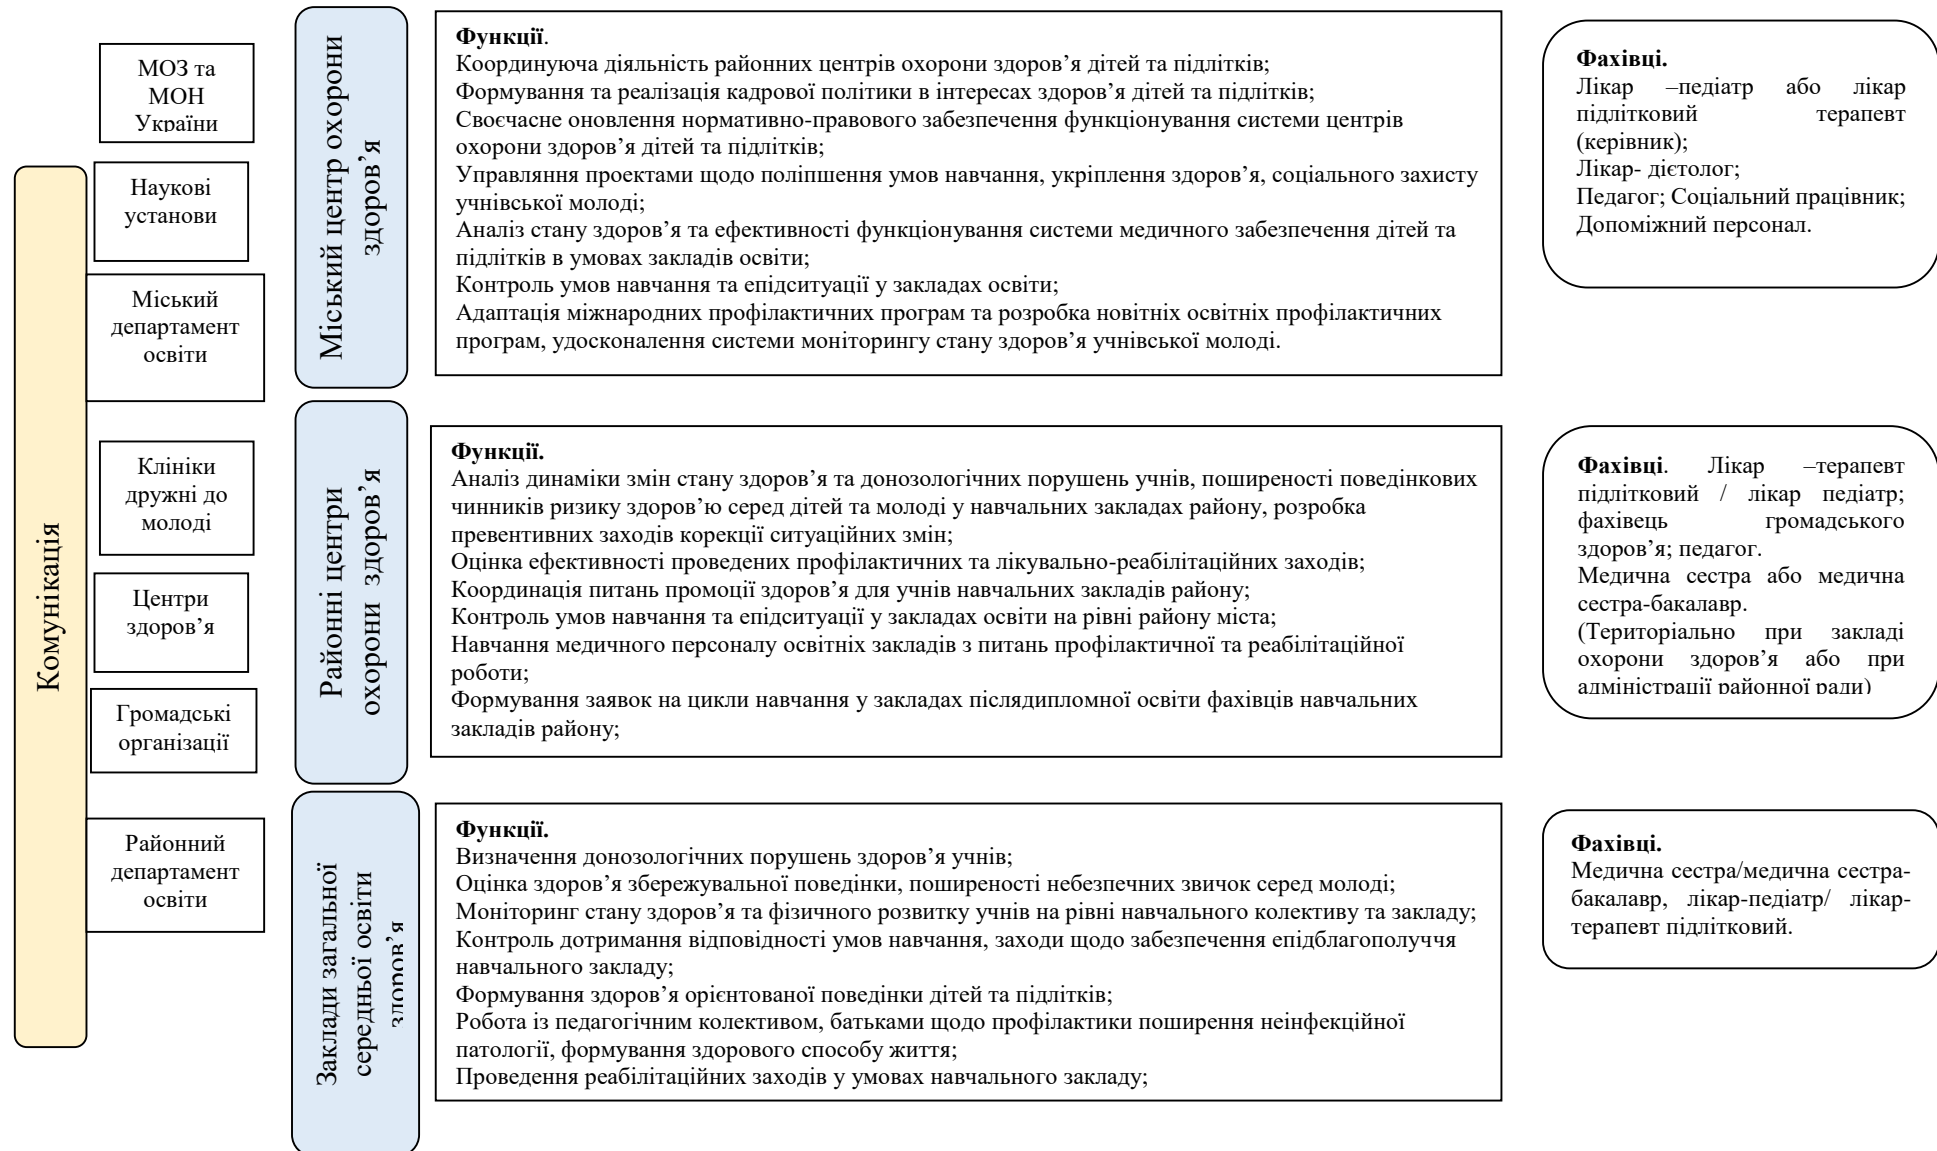 Комунікація
МОЗ та
МОН
України
Наукові
установи
Міський
департамент
освіти
Клініки
дружні до
молоді
Центри
здоров’я
Громадські
організації
Районний
департамент
освіти
Міський центр охорони
здоров’я
Функції.
Координуюча діяльність районних центрів охорони здоров’я дітей та підлітків;
Формування та реалізація кадрової політики в інтересах здоров’я дітей та підлітків;
Своєчасне оновлення нормативно-правового забезпечення функціонування системи центрів
охорони здоров’я дітей та підлітків;
Управляння проектами щодо поліпшення умов навчання, укріплення здоров’я, соціального захисту
учнівської молоді;
Аналіз стану здоров’я та ефективності функціонування системи медичного забезпечення дітей та
підлітків в умовах закладів освіти;
Контроль умов навчання та епідситуації у закладах освіти;
Адаптація міжнародних профілактичних програм та розробка новітніх освітніх профілактичних
програм, удосконалення системи моніторингу стану здоров’я учнівської молоді.
Фахівці.
Лікар –педіатр або лікар
підлітковий терапевт
(керівник);
Лікар- дієтолог;
Педагог; Соціальний працівник;
Допоміжний персонал.
Районні центри
охорони здоров’я
Функції.
Аналіз динаміки змін стану здоров’я та донозологічних порушень учнів, поширеності поведінкових
чинників ризику здоров’ю серед дітей та молоді у навчальних закладах району, розробка
превентивних заходів корекції ситуаційних змін;
Оцінка ефективності проведених профілактичних та лікувально-реабілітаційних заходів;
Координація питань промоції здоров’я для учнів навчальних закладів району;
Контроль умов навчання та епідситуації у закладах освіти на рівні району міста;
Навчання медичного персоналу освітніх закладів з питань профілактичної та реабілітаційної
роботи;
Формування заявок на цикли навчання у закладах післядипломної освіти фахівців навчальних
закладів району;
Фахівці. Лікар –терапевт
підлітковий / лікар педіатр;
фахівець громадського
здоров’я; педагог.
Медична сестра або медична
сестра-бакалавр.
(Територіально при закладі
охорони здоров’я або при
адміністрації районної ради)
Заклади загальної
середньої освіти
здоров’я
Функції.
Визначення донозологічних порушень здоров’я учнів;
Оцінка здоров’я збережувальної поведінки, поширеності небезпечних звичок серед молоді;
Моніторинг стану здоров’я та фізичного розвитку учнів на рівні навчального колективу та закладу;
Контроль дотримання відповідності умов навчання, заходи щодо забезпечення епідблагополуччя
навчального закладу;
Формування здоров’я орієнтованої поведінки дітей та підлітків;
Робота із педагогічним колективом, батьками щодо профілактики поширення неінфекційної
патології, формування здорового способу життя;
Проведення реабілітаційних заходів у умовах навчального закладу;
Фахівці.
Медична сестра/медична сестра-
бакалавр, лікар-педіатр/ лікар-
терапевт підлітковий.